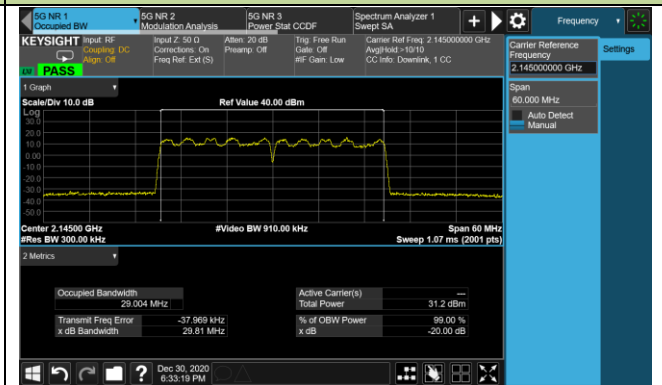 5G NR 1
Occupied BW
5G NR 2
Modulation Analysis
5G NR 3
Power Stat CCDF
Spectrum Analyzer 1
Swept SA
Frequency
KEYSIGHT
Input: RF
Coupling: DC
Align: Off
Input Z: 50 Ω
Corrections: On
Freq Ref: Ext (S)
Atten: 20 dB
Preamp: Off
Trig: Free Run
Gate: Off
#IF Gain: Low
Carrier Ref Freq: 2.145000000 GHz
Avg|Hold:>10/10
CC Info: Downlink, 1 CC
PASS
Carrier Reference
Frequency
2.145000000 GHz
Settings
Span
60.000 MHz
Auto Detect
Manual
1 Graph
Scale/Div 10.0 dB
Ref Value 40.00 dBm
Log
30.0
20.0
10.0
0.00
-10.0
-20.0
-30.0
-40.0
-50.0
Center 2.14500 GHz
#Video BW 910.00 kHz
Span 60 MHz
#Res BW 300.00 kHz
Sweep 1.07 ms (2001 pts)
2 Metrics
Occupied Bandwidth
29.004 MHz
Active Carrier(s)
---
Total Power
31.2 dBm
Transmit Freq Error
-37.969 kHz
% of OBW Power
99.00 %
x dB Bandwidth
29.81 MHz
x dB
-20.00 dB
?
Dec 30, 2020
6:33:19 PM